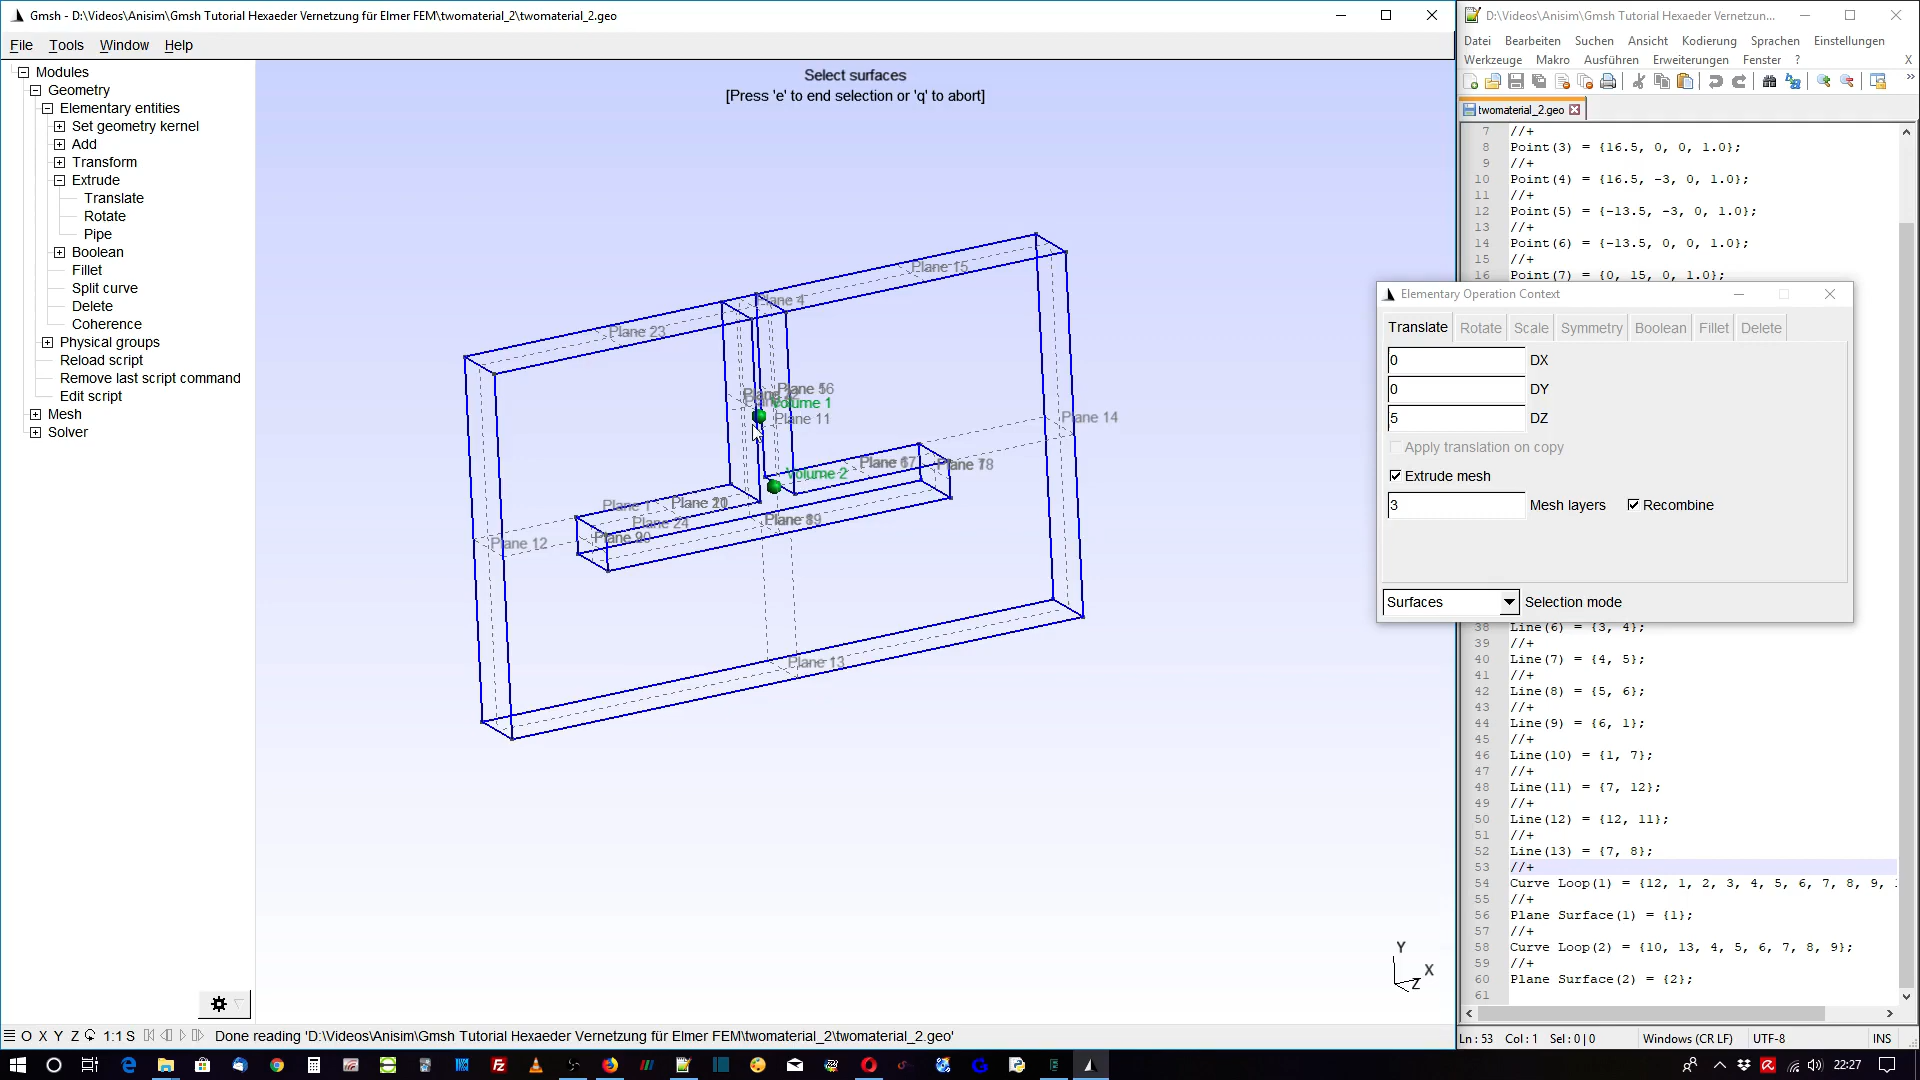 Gmsh - D:\Videos\Anisim\Gmsh Tutorial Hexaeder Vernetzung für Elmer FEM\twomaterial_2\twomaterial_2.geo
File Tools Window Help
Modules
Geometry
Elementary entities
Set geometry kernel
Add
Transform
Extrude
Translate
Rotate
Pipe
Boolean
Fillet
Split curve
Delete
Coherence
Physical groups
Reload script
Remove last script command
Edit script
Mesh
Solver
Select surfaces
[Press 'e' to end selection or 'q' to abort]
Plane 15
Plane 4
Plane 23
Volume 1
Plane 11
Plane 14
Volume 2
Plane 1
Plane 24
Plane 12
Plane 13
Y
X
Z
O X Y Z 1:1 S Done reading 'D:\Videos\Anisim\Gmsh Tutorial Hexaeder Vernetzung für Elmer FEM\twomaterial_2\twomaterial_2.geo'
D:\Videos\Anisim\Gmsh Tutorial Hexaeder Vernetzun...
Datei Bearbeiten Suchen Ansicht Kodierung Sprachen Einstellungen
Werkzeuge Makro Ausführen Erweiterungen Fenster ? X
twomaterial_2.geo
7 //+
8 Point(3) = {16.5, 0, 0, 1.0};
9 //+
10 Point(4) = {16.5, -3, 0, 1.0};
11 //+
12 Point(5) = {-13.5, -3, 0, 1.0};
13 //+
14 Point(6) = {-13.5, 0, 0, 1.0};
15 //+
16 Point(7) = {0, 15, 0, 1.0};
Elementary Operation Context
Translate Rotate Scale Symmetry Boolean Fillet Delete
0 DX
0 DY
5 DZ
Apply translation on copy
Extrude mesh
3 Mesh layers Recombine
Surfaces Selection mode
38 Line(6) = {3, 4};
39 //+
40 Line(7) = {4, 5};
41 //+
42 Line(8) = {5, 6};
43 //+
44 Line(9) = {6, 1};
45 //+
46 Line(10) = {1, 7};
47 //+
48 Line(11) = {7, 12};
49 //+
50 Line(12) = {12, 11};
51 //+
52 Line(13) = {7, 8};
53 //+
54 Curve Loop(1) = {12, 1, 2, 3, 4, 5, 6, 7, 8, 9,
55 //+
56 Plane Surface(1) = {1};
57 //+
58 Curve Loop(2) = {10, 13, 4, 5, 6, 7, 8, 9};
59 //+
60 Plane Surface(2) = {2};
61
Ln : 53 Col : 1 Sel : 0 | 0 Windows (CR LF) UTF-8 INS
22:27